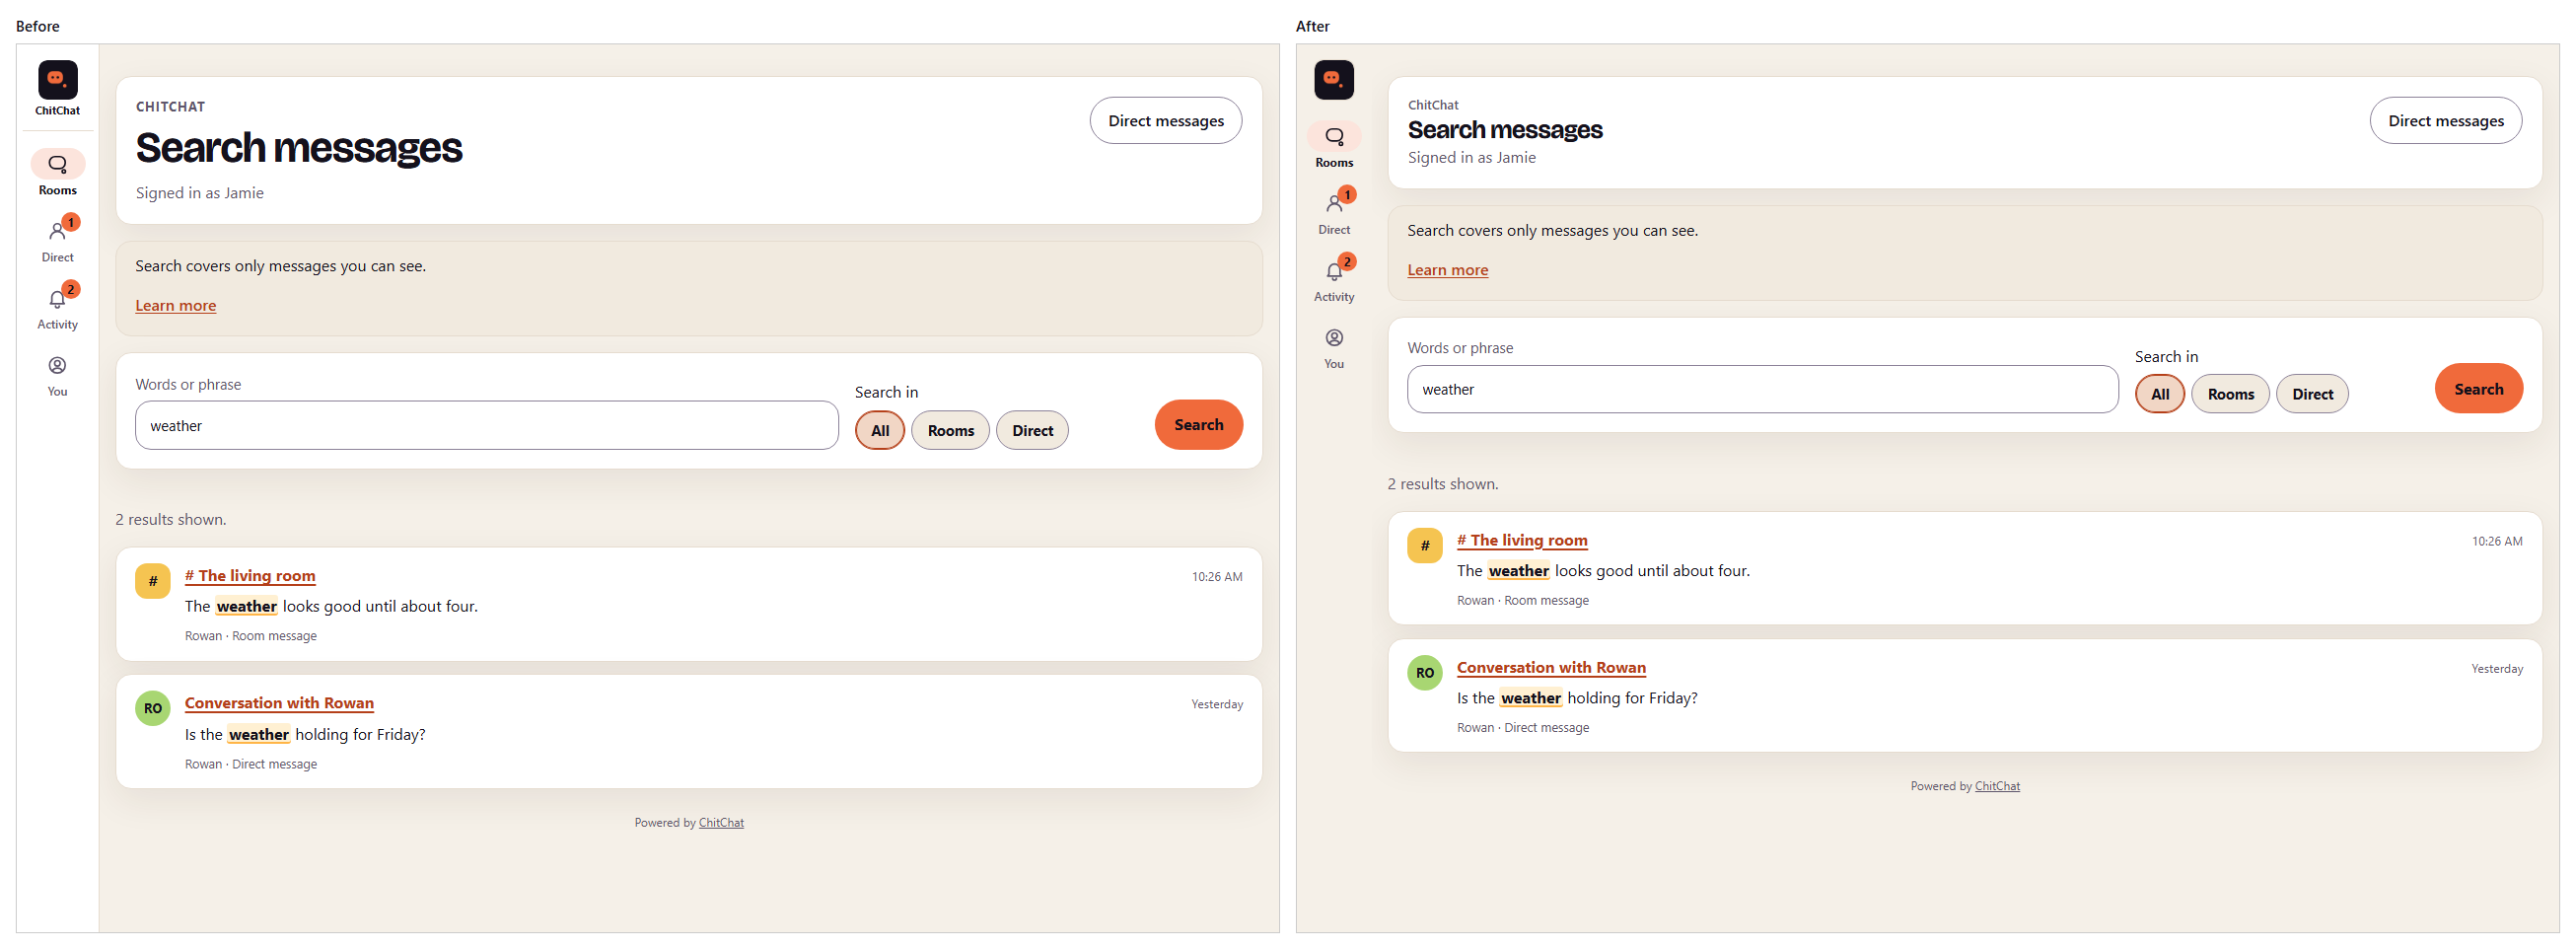 Before
ChitChat
Rooms
1
Direct
2
Activity
You
CHITCHAT
Search messages
Signed in as Jamie
Direct messages
Search covers only messages you can see.
Learn more
Words or phrase
weather
Search in
All
Rooms
Direct
Search
2 results shown.
#
# The living room
10:26 AM
The weather looks good until about four.
Rowan · Room message
RO
Conversation with Rowan
Yesterday
Is the weather holding for Friday?
Rowan · Direct message
Powered by ChitChat
After
Rooms
1
Direct
2
Activity
You
ChitChat
Search messages
Signed in as Jamie
Direct messages
Search covers only messages you can see.
Learn more
Words or phrase
weather
Search in
All
Rooms
Direct
Search
2 results shown.
#
# The living room
10:26 AM
The weather looks good until about four.
Rowan · Room message
RO
Conversation with Rowan
Yesterday
Is the weather holding for Friday?
Rowan · Direct message
Powered by ChitChat